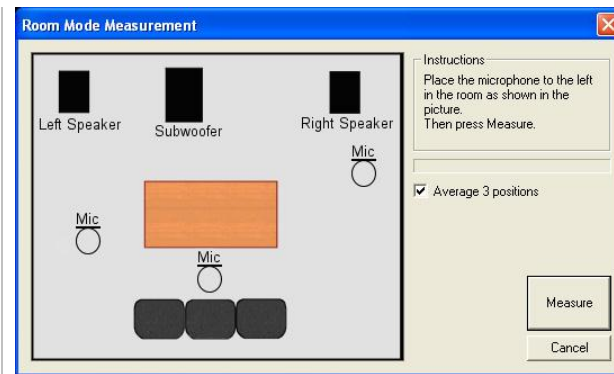 Room Mode Measurement
Left Speaker
Subwoofer
Right Speaker
Mic
Mic
Mic
Instructions
Place the microphone to the left
in the room as shown in the
picture.
Then press Measure.
Average 3 positions
Measure
Cancel